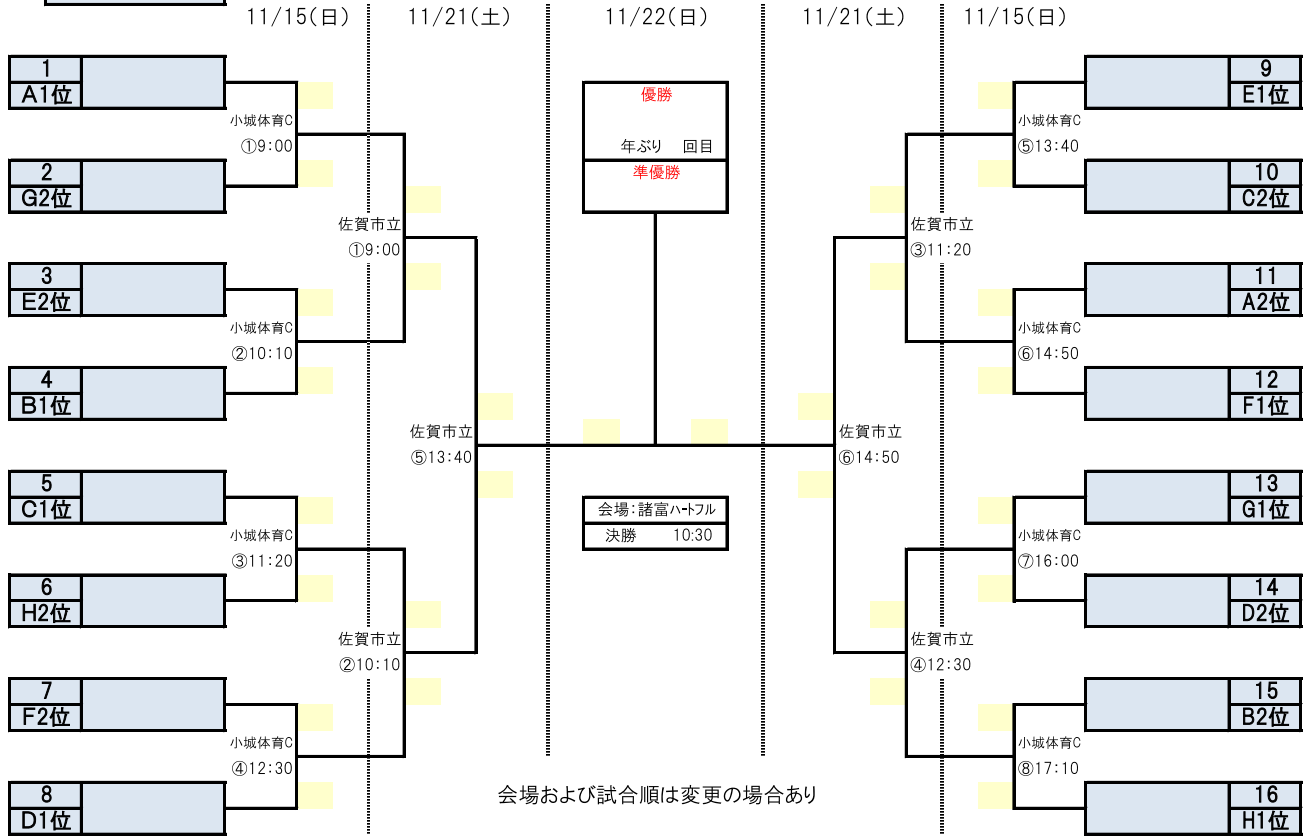 11/15(日)
11/21(土)
11/22(日)
11/21(土)
11/15(日)
1
A1位
小城体育C
①9:00
2
G2位
佐賀市立
①9:00
3
E2位
小城体育C
②10:10
4
B1位
佐賀市立
⑤13:40
5
C1位
小城体育C
③11:20
6
H2位
佐賀市立
②10:10
7
F2位
小城体育C
④12:30
8
D1位
優勝
年ぶり 回目
準優勝
会場:諸富ハートフル
決勝 10:30
会場および試合順は変更の場合あり
9
E1位
小城体育C
⑤13:40
10
C2位
佐賀市立
③11:20
11
A2位
小城体育C
⑥14:50
12
F1位
佐賀市立
⑥14:50
13
G1位
小城体育C
⑦16:00
14
D2位
佐賀市立
④12:30
15
B2位
小城体育C
⑧17:10
16
H1位